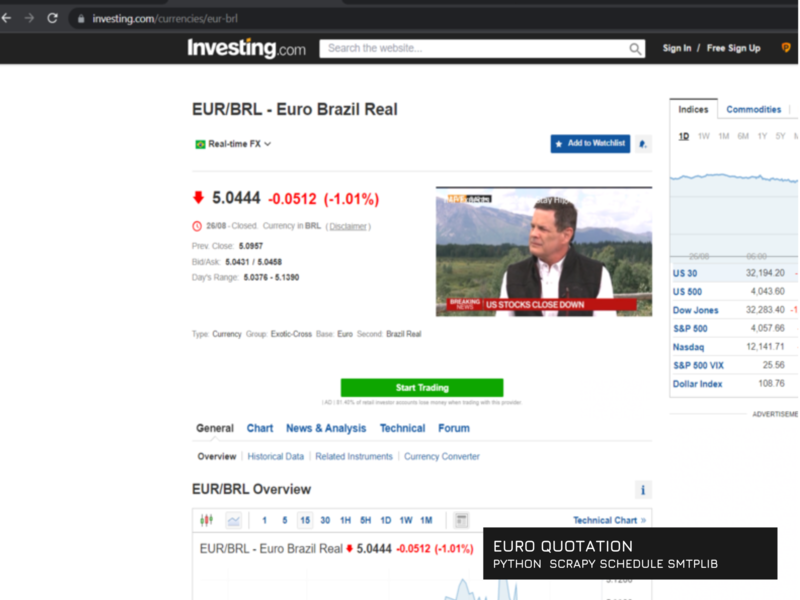 investing.com/currencies/eur-brl
Investing.com
Search the website...
Sign In / Free Sign Up
EUR/BRL - Euro Brazil Real
Real-time FX
Add to Watchlist
5.0444 -0.0512 (-1.01%)
26/08 - Closed. Currency in BRL ( Disclaimer )
Prev. Close: 5.0957
Bid/Ask: 5.0431 / 5.0458
Day's Range: 5.0376 - 5.1390
BREAKING NEWS
US STOCKS CLOSE DOWN
Type: Currency Group: Exotic-Cross Base: Euro Second: Brazil Real
Start Trading
General Chart News & Analysis Technical Forum
Overview Historical Data Related Instruments Currency Converter
EUR/BRL Overview
1 5 15 30 1H 5H 1D 1W 1M
Technical Chart »
EUR/BRL - Euro Brazil Real 5.0444 -0.0512 (-1.01%)
Indices Commodities
1D 1W 1M 6M 1Y 5Y
26/08 06:00
US 30 32,194.20
US 500 4,043.60
Dow Jones 32,283.40
S&P 500 4,057.66
Nasdaq 12,141.71
S&P 500 VIX 25.56
Dollar Index 108.76
ADVERTISEME
EURO QUOTATION
PYTHON SCRAPY SCHEDULE SMTPLIB